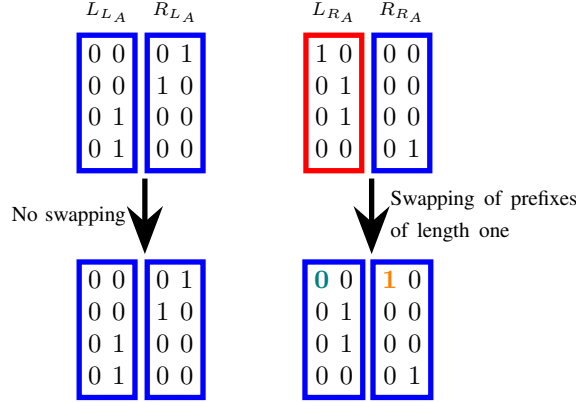 L_{L_A} R_{L_A} L_{R_A} R_{R_A}
0 0 0 1 1 0 0 0
0 0 1 0 0 1 0 0
0 1 0 0 0 1 0 0
0 1 0 0 0 0 0 1
No swapping
Swapping of prefixes
of length one
0 0 0 1 0 0 1 0
0 0 1 0 0 1 0 0
0 1 0 0 0 1 0 0
0 1 0 0 0 0 0 1